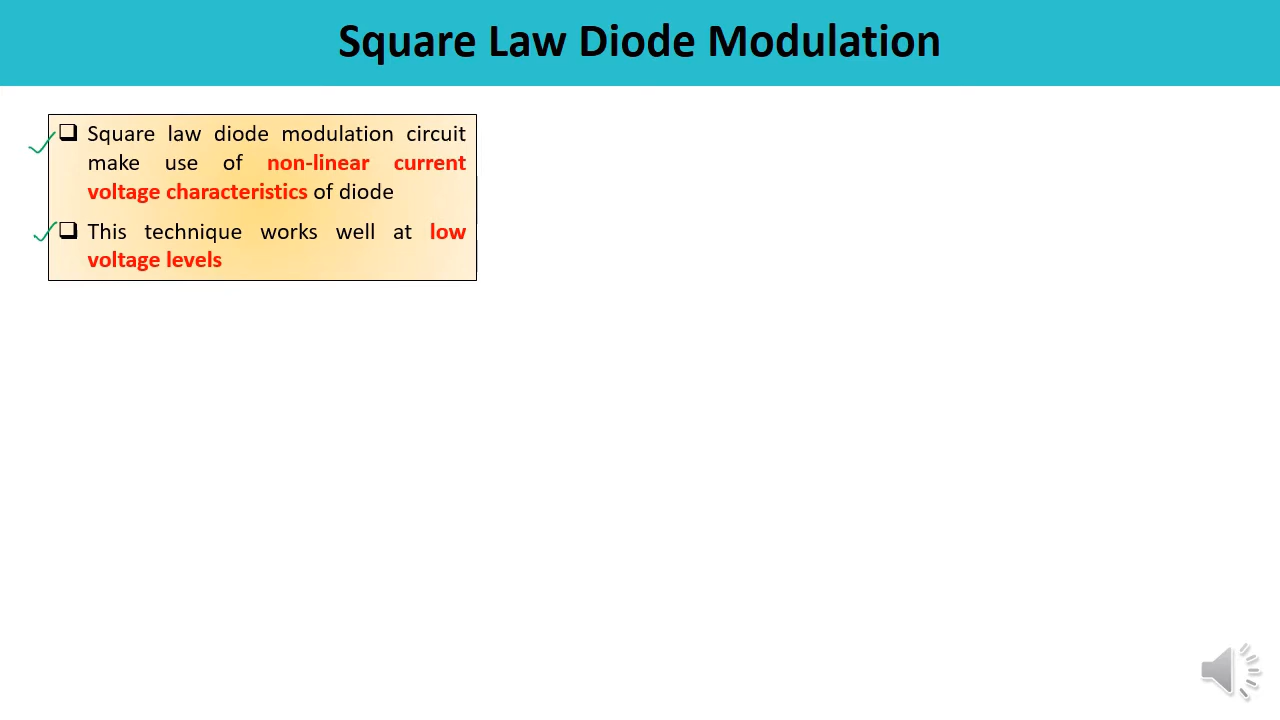 Square Law Diode Modulation
Square law diode modulation circuit
make use of non-linear current
voltage characteristics of diode
This technique works well at low
voltage levels